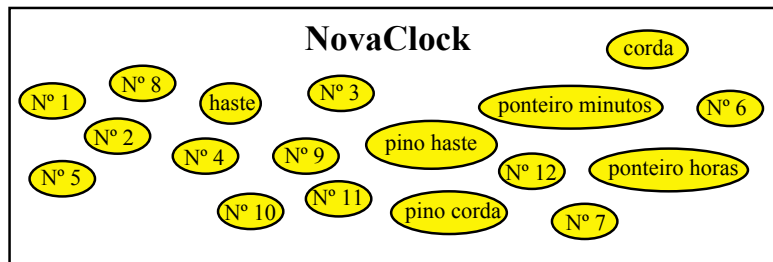 NovaClock
corda
Nº 8
Nº 1
haste
Nº 3
ponteiro minutos
Nº 6
Nº 2
Nº 4
Nº 9
pino haste
Nº 12
ponteiro horas
Nº 5
Nº 10
Nº 11
pino corda
Nº 7